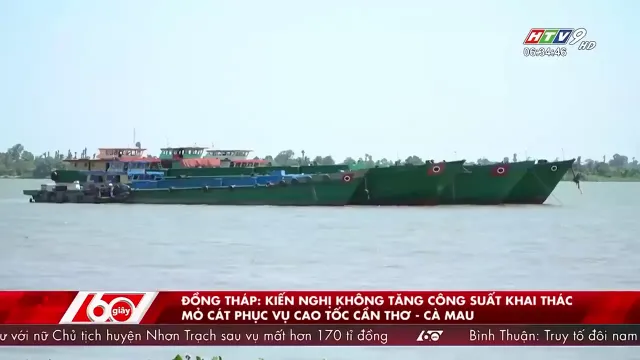 HTV9 HD
06:34:46
60 giây
ĐỒNG THÁP: KIẾN NGHỊ KHÔNG TĂNG CÔNG SUẤT KHAI THÁC
MỎ CÁT PHỤC VỤ CAO TỐC CẦN THƠ - CÀ MAU
ư với nữ Chủ tịch huyện Nhơn Trạch sau vụ mất hơn 170 tỉ đồng 60 Bình Thuận: Truy tố 40 nam